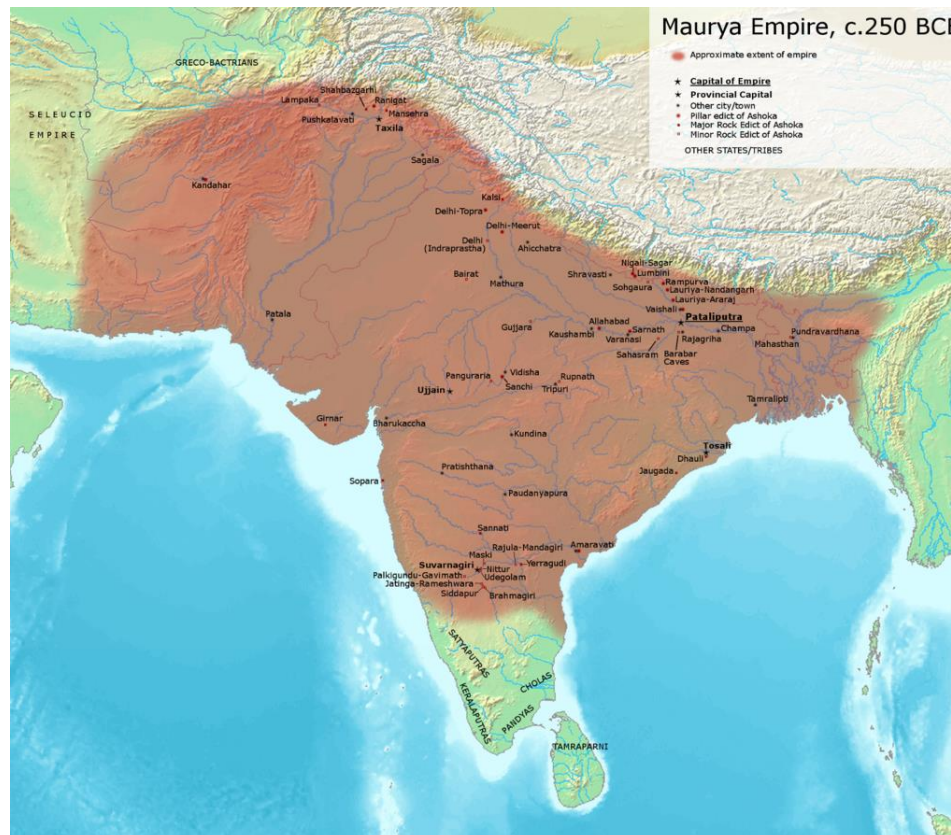 Maurya Empire, c.250 BCE
Approximate extent of empire
Capital of Empire
Provincial Capital
Other city/town
Pillar edict of Ashoka
Major Rock Edict of Ashoka
Minor Rock Edict of Ashoka
OTHER STATES/TRIBES
GRECO-BACTRIANS
SELEUCID
EMPIRE
Shahbazgarhi
Lampaka
Ranigat
Pushkalavati
Mansehra
Taxila
Sagala
Kandahar
Kalsi
Delhi-Topra
Delhi-Meerut
Delhi
(Indraprastha)
Ahicchatra
Bairat
Mathura
Nigali-Sagar
Shravasti
Lumbini
Sohgaura
Rampurva
Lauriya-Nandangarh
Lauriya-Araraj
Vaishali
Pataliputra
Patala
Gujjara
Allahabad
Kaushambi
Sarnath
Varanasi
Champa
Pundravardhana
Mahasthan
Rajagriha
Sahasram
Barabar
Caves
Panguraria
Vidisha
Rupnath
Ujjain
Sanchi
Tripuri
Tamralipti
Girnar
Bharukaccha
Kundina
Tosali
Dhauli
Pratishthana
Jaugada
Sopara
Paudanyapura
Sannati
Rajula-Mandagiri
Amaravati
Maski
Suvarnagiri
Nittur
Yerragudi
Palkigundu-Gavimath
Udegolam
Jatinga-Rameshwara
Siddapur
Brahmagiri
SATYAPUTRAS
CHOLAS
KERALAPUTRAS
PANDYAS
TAMRAPARNI